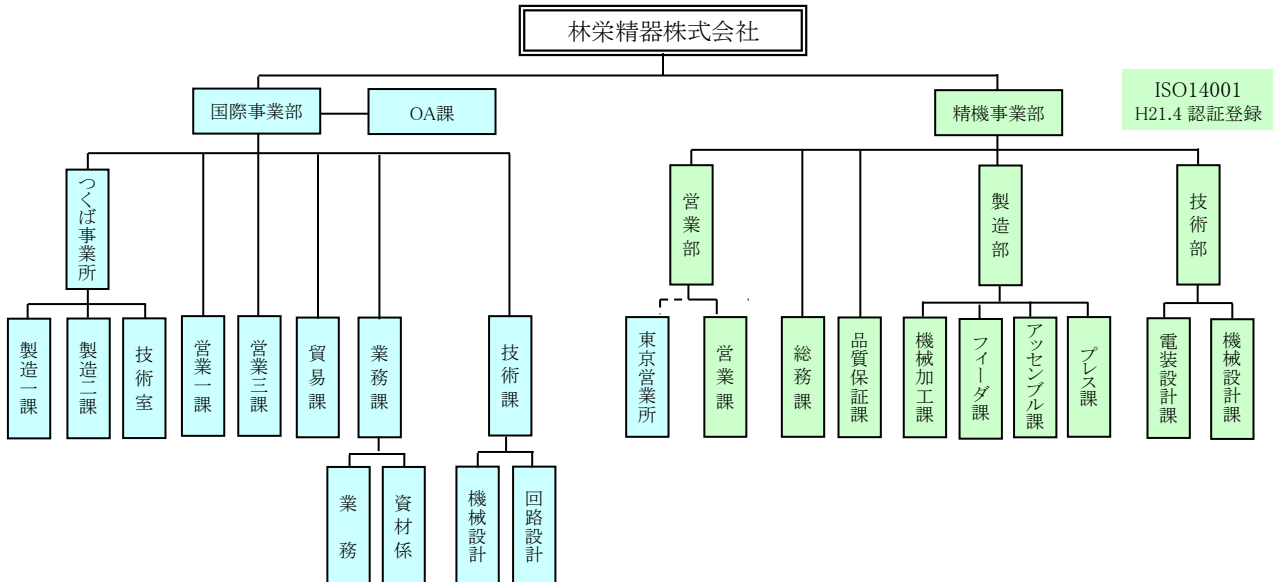 林栄精器株式会社
国際事業部
OA課
精機事業部
ISO14001
H21.4 認証登録
つくば事業所
営業部
製造部
技術部
製造一課
製造二課
技術室
営業一課
営業三課
貿易課
業務課
技術課
東京営業所
営業課
総務課
品質保証課
機械加工課
フィーダ課
アッセンブル課
プレス課
電装設計課
機械設計課
業務
資材係
機械設計
回路設計